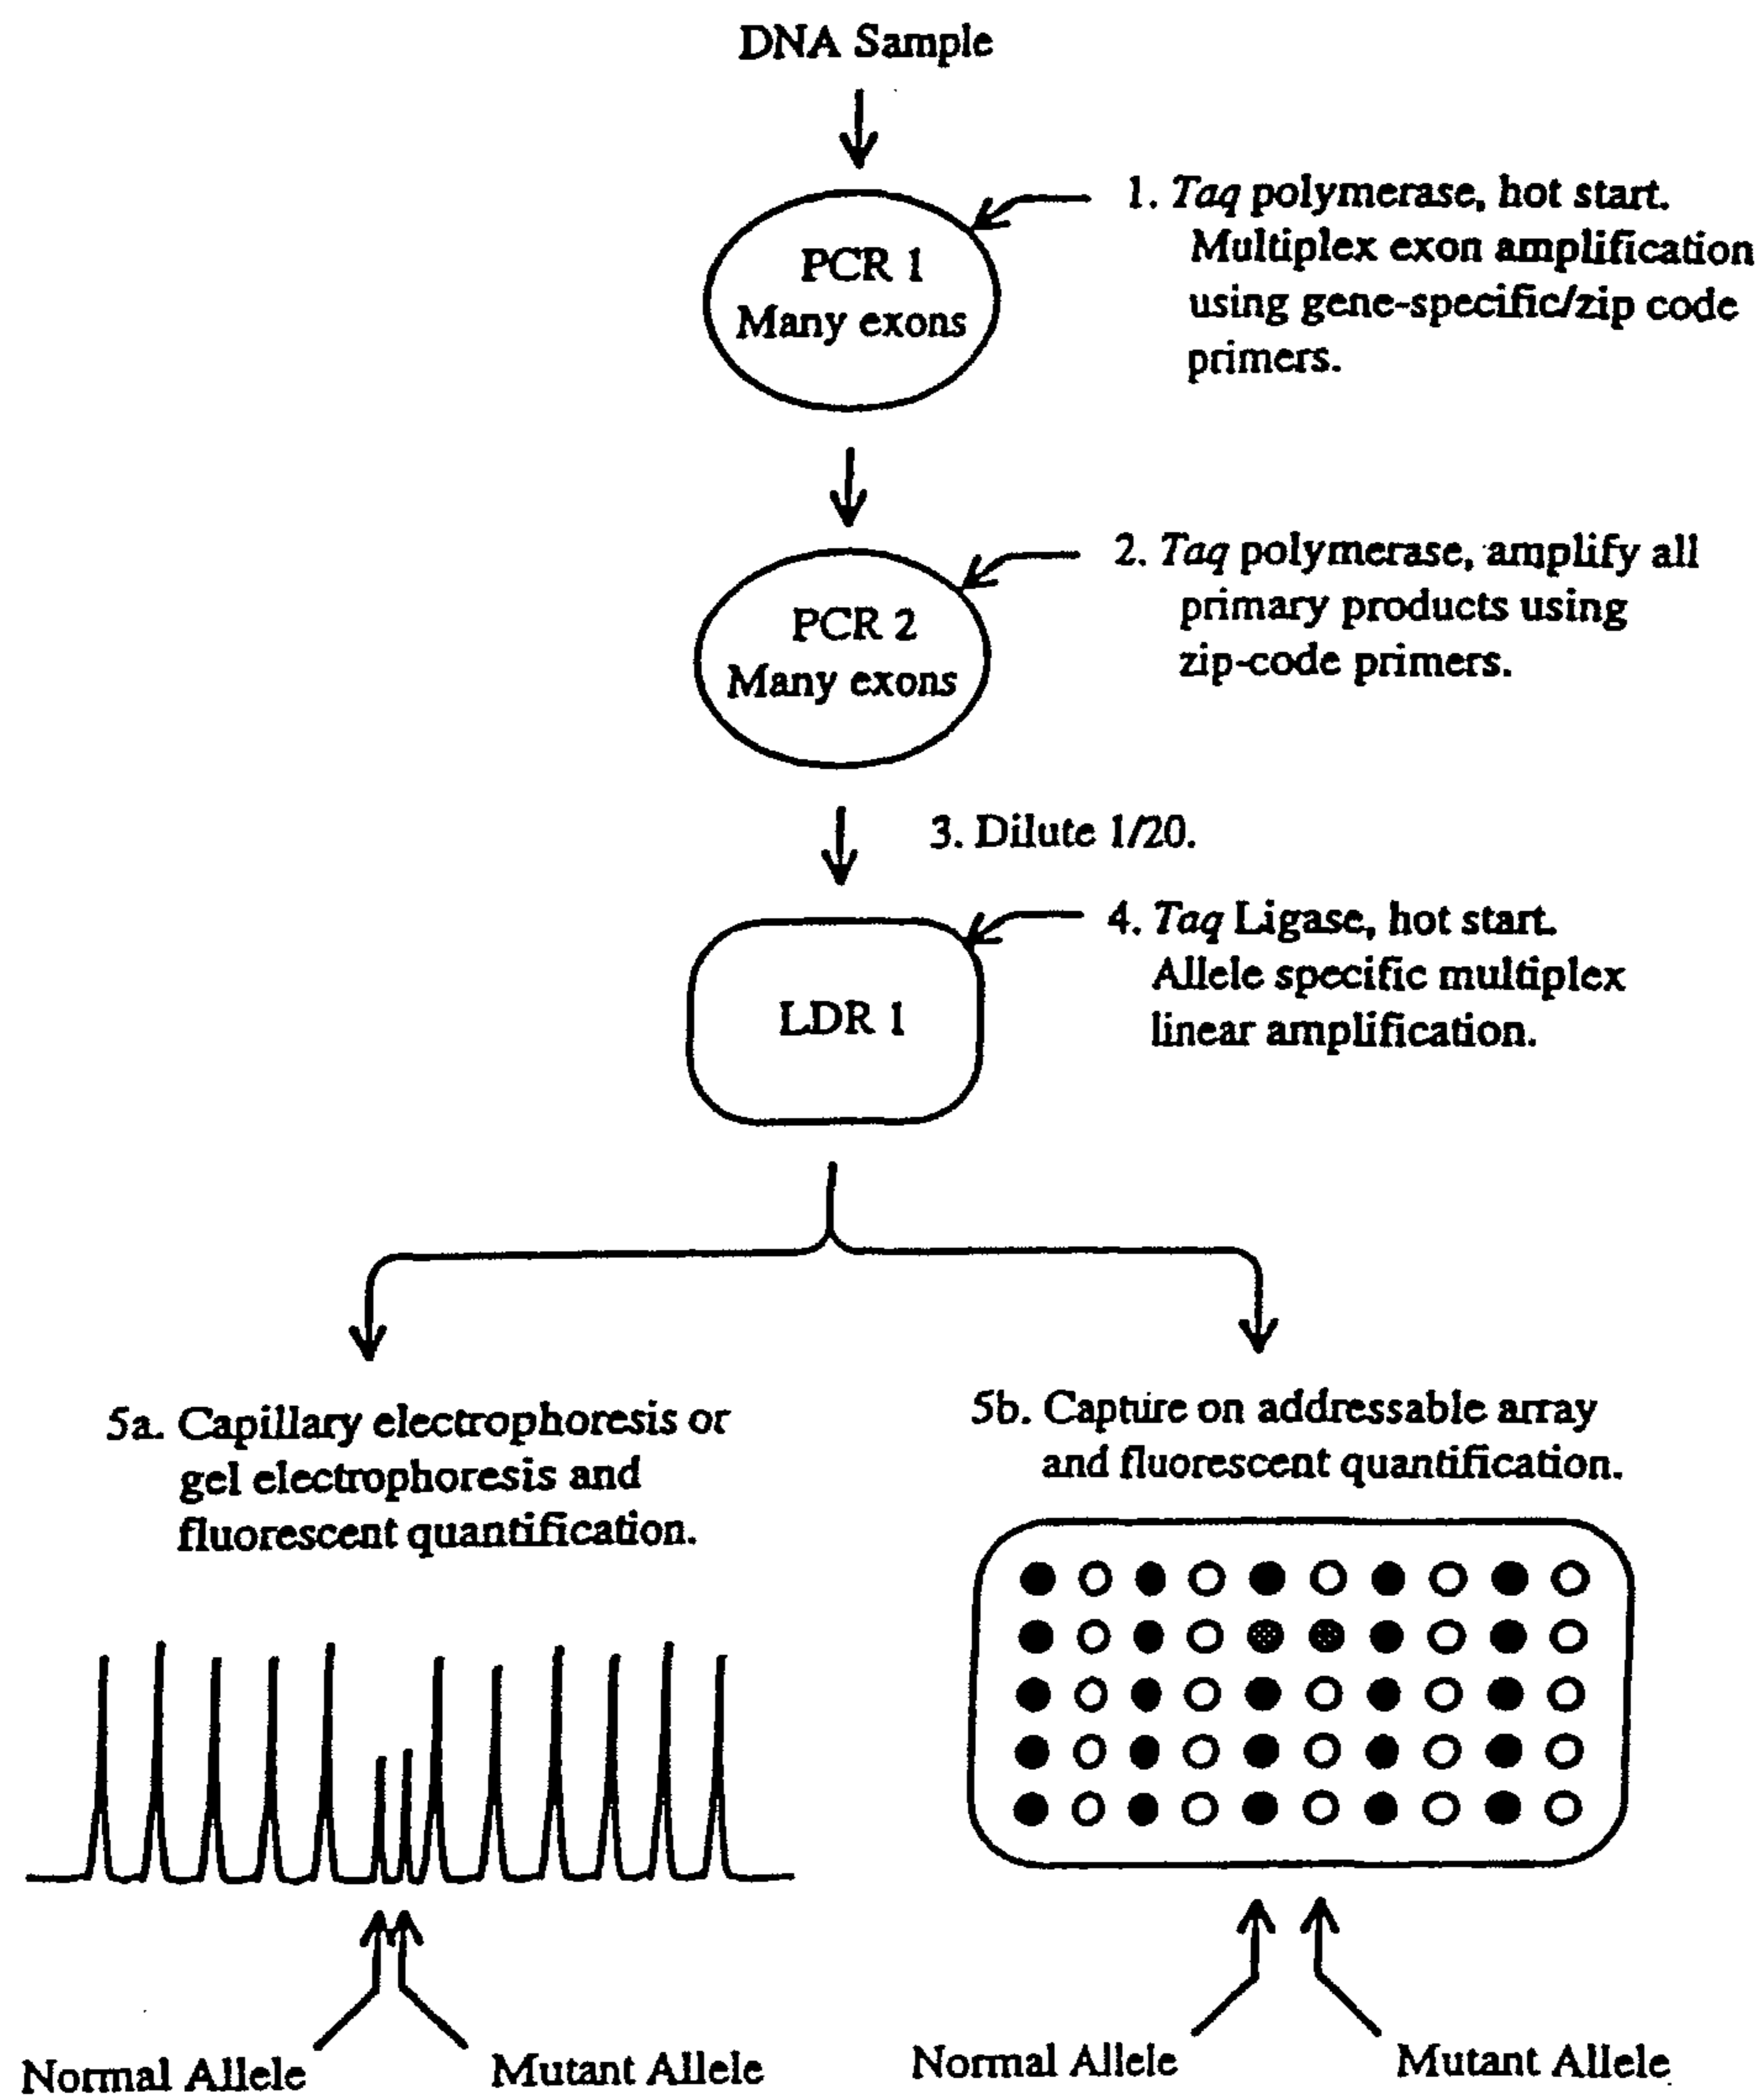 DNA Sample
1. Taq polymerase, hot start.
Multiplex exon amplification
using gene-specific/zip code
primers.
PCR 1
Many exons
2. Taq polymerase, amplify all
primary products using
zip-code primers.
PCR 2
Many exons
3. Dilute 1/20.
4. Taq Ligase, hot start.
Allele specific multiplex
linear amplification.
LDR 1
5a. Capillary electrophoresis or
gel electrophoresis and
fluorescent quantification.
5b. Capture on addressable array
and fluorescent quantification.
Normal Allele
Mutant Allele
Normal Allele
Mutant Allele